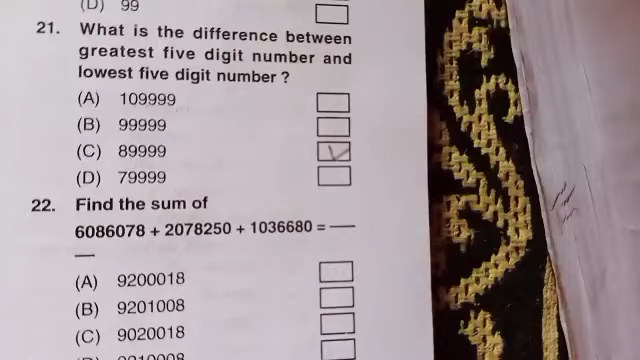 (D) 99
21. What is the difference between
greatest five digit number and
lowest five digit number ?
(A) 109999
(B) 99999
(C) 89999
(D) 79999
22. Find the sum of
6086078 + 2078250 + 1036680 = —
—
(A) 9200018
(B) 9201008
(C) 9020018
(D) 9010008